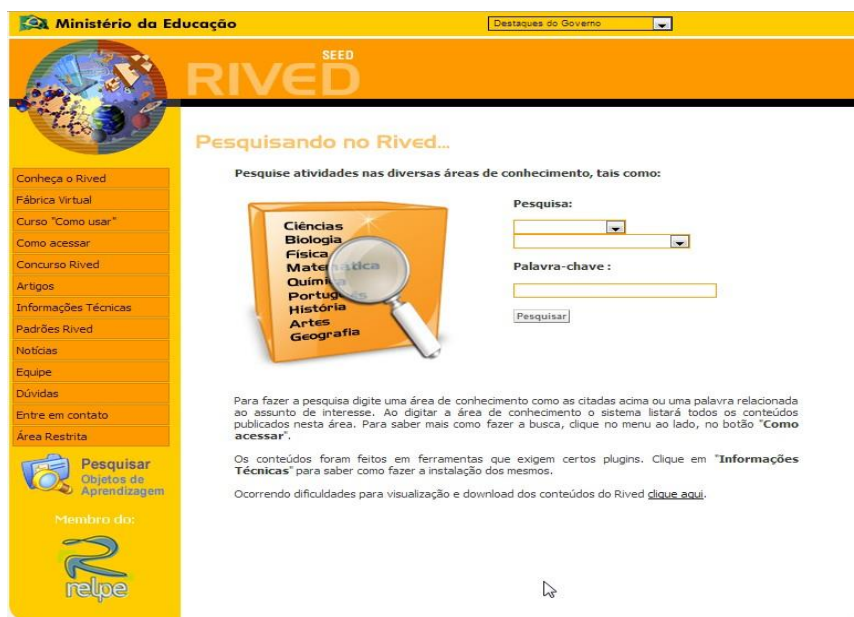 Ministério da Educação
Destaques do Governo
SEED
RIVED
Pesquisando no Rived...
Pesquise atividades nas diversas áreas de conhecimento, tais como:
Conheça o Rived
Fábrica Virtual
Curso "Como usar"
Como acessar
Concurso Rived
Artigos
Informações Técnicas
Padrões Rived
Notícias
Equipe
Dúvidas
Entre em contato
Área Restrita
Pesquisar
Objetos de
Aprendizagem
Membro do:
relpe
Ciências
Biologia
Física
Matemática
Química
Português
História
Artes
Geografia
Pesquisa:
Palavra-chave :
Pesquisar
Para fazer a pesquisa digite uma área de conhecimento como as citadas acima ou uma palavra relacionada
ao assunto de interesse. Ao digitar a área de conhecimento o sistema listará todos os conteúdos
publicados nesta área. Para saber mais como fazer a busca, clique no menu ao lado, no botão "Como
acessar".
Os conteúdos foram feitos em ferramentas que exigem certos plugins. Clique em "Informações
Técnicas" para saber como fazer a instalação dos mesmos.
Ocorrendo dificuldades para visualização e download dos conteúdos do Rived clique aqui.